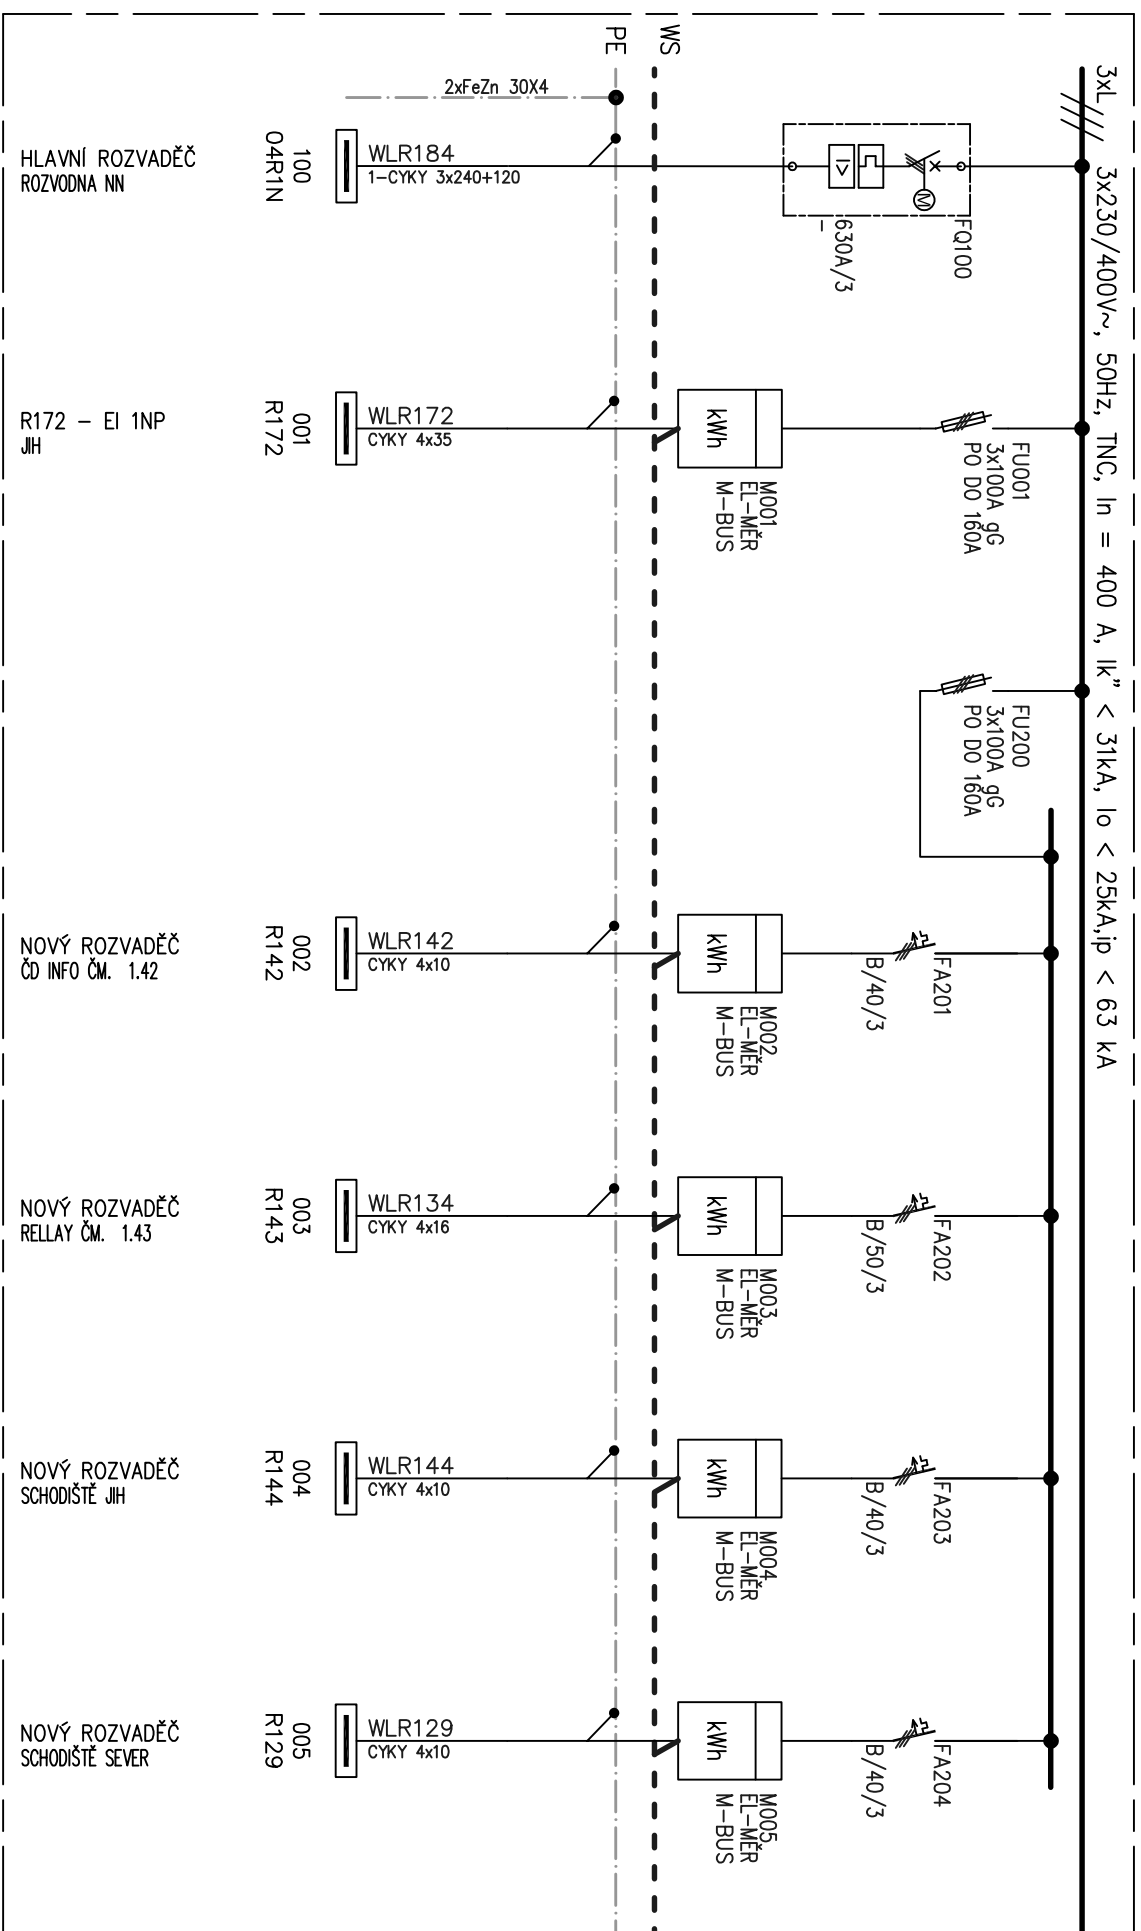 3xL
3x230/400V~, 50Hz, TNC, In = 400 A, Ik" < 31kA, Io < 25kA,ip < 63 kA
WS
PE
2xFeZn 30X4
FQ100
630A/3
-
M
I>
WLR184
1-CYKY 3x240+120
100
04R1N
HLAVNÍ ROZVADĚČ
ROZVODNA NN
FU001
3x100A gG
PO DO 160A
kWh
M001
EL-MĚR
M-BUS
WLR172
CYKY 4x35
001
R172
R172 - EI 1NP
JIH
FU200
3x100A gG
PO DO 160A
FA201
B/40/3
kWh
M002
EL-MĚR
M-BUS
WLR142
CYKY 4x10
002
R142
NOVÝ ROZVADĚČ
ČD INFO ČM. 1.42
FA202
B/50/3
kWh
M003
EL-MĚR
M-BUS
WLR134
CYKY 4x16
003
R143
NOVÝ ROZVADĚČ
RELLAY ČM. 1.43
FA203
B/40/3
kWh
M004
EL-MĚR
M-BUS
WLR144
CYKY 4x10
004
R144
NOVÝ ROZVADĚČ
SCHODIŠTĚ JIH
FA204
B/40/3
kWh
M005
EL-MĚR
M-BUS
WLR129
CYKY 4x10
005
R129
NOVÝ ROZVADĚČ
SCHODIŠTĚ SEVER